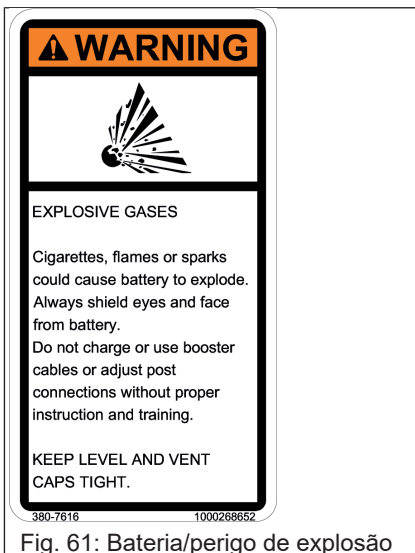 WARNING
EXPLOSIVE GASES
Cigarettes, flames or sparks
could cause battery to explode.
Always shield eyes and face
from battery.
Do not charge or use booster
cables or adjust post
connections without proper
instruction and training.
KEEP LEVEL AND VENT
CAPS TIGHT.
380-7616 1000268652
Fig. 61: Bateria/perigo de explosão